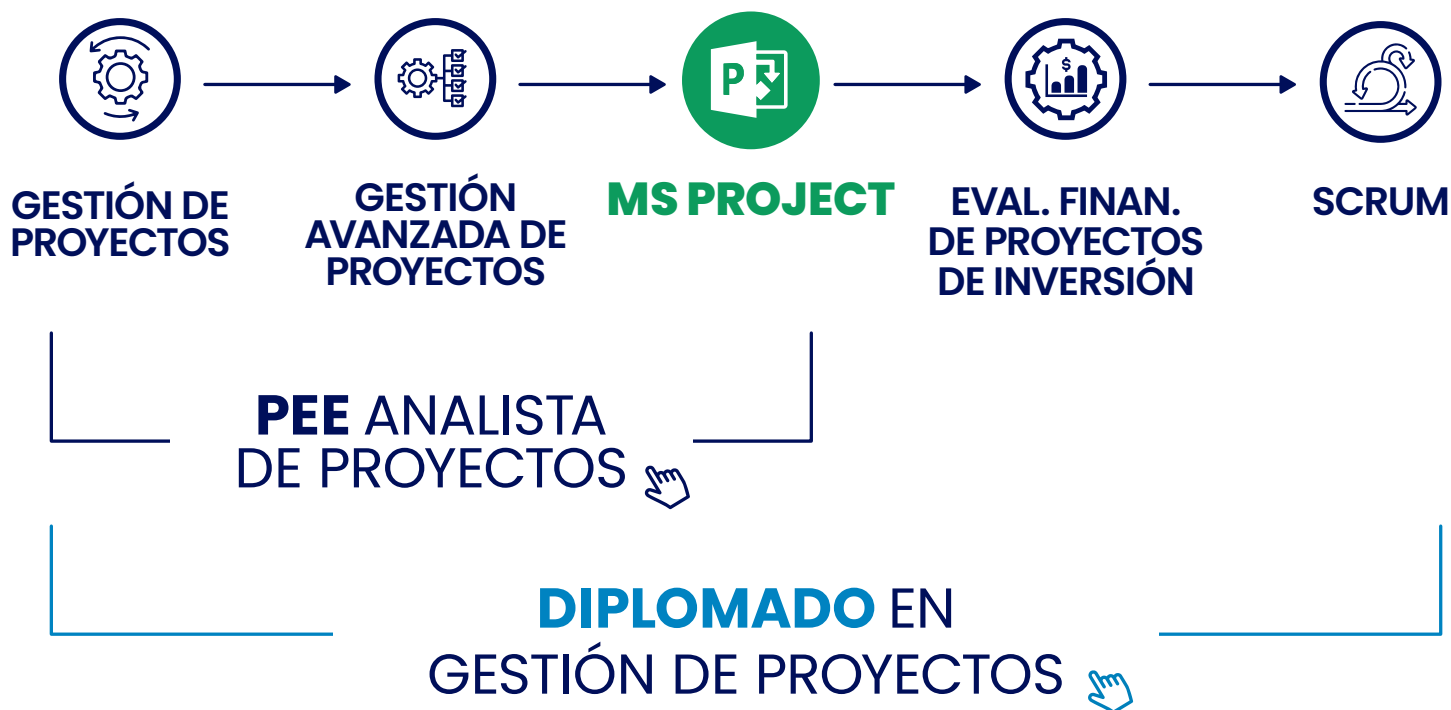 P
$
GESTIÓN DE
PROYECTOS
GESTIÓN
AVANZADA DE
PROYECTOS
MS PROJECT
EVAL. FINAN.
DE PROYECTOS
DE INVERSIÓN
SCRUM
PEE ANALISTA
DE PROYECTOS
DIPLOMADO EN
GESTIÓN DE PROYECTOS